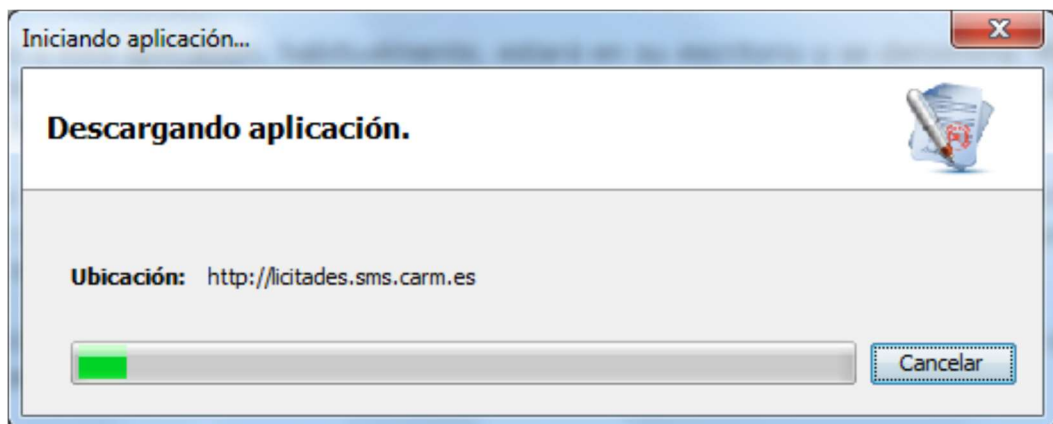 Iniciando aplicación...
Descargando aplicación.
Ubicación: http://licitades.sms.carm.es
Cancelar